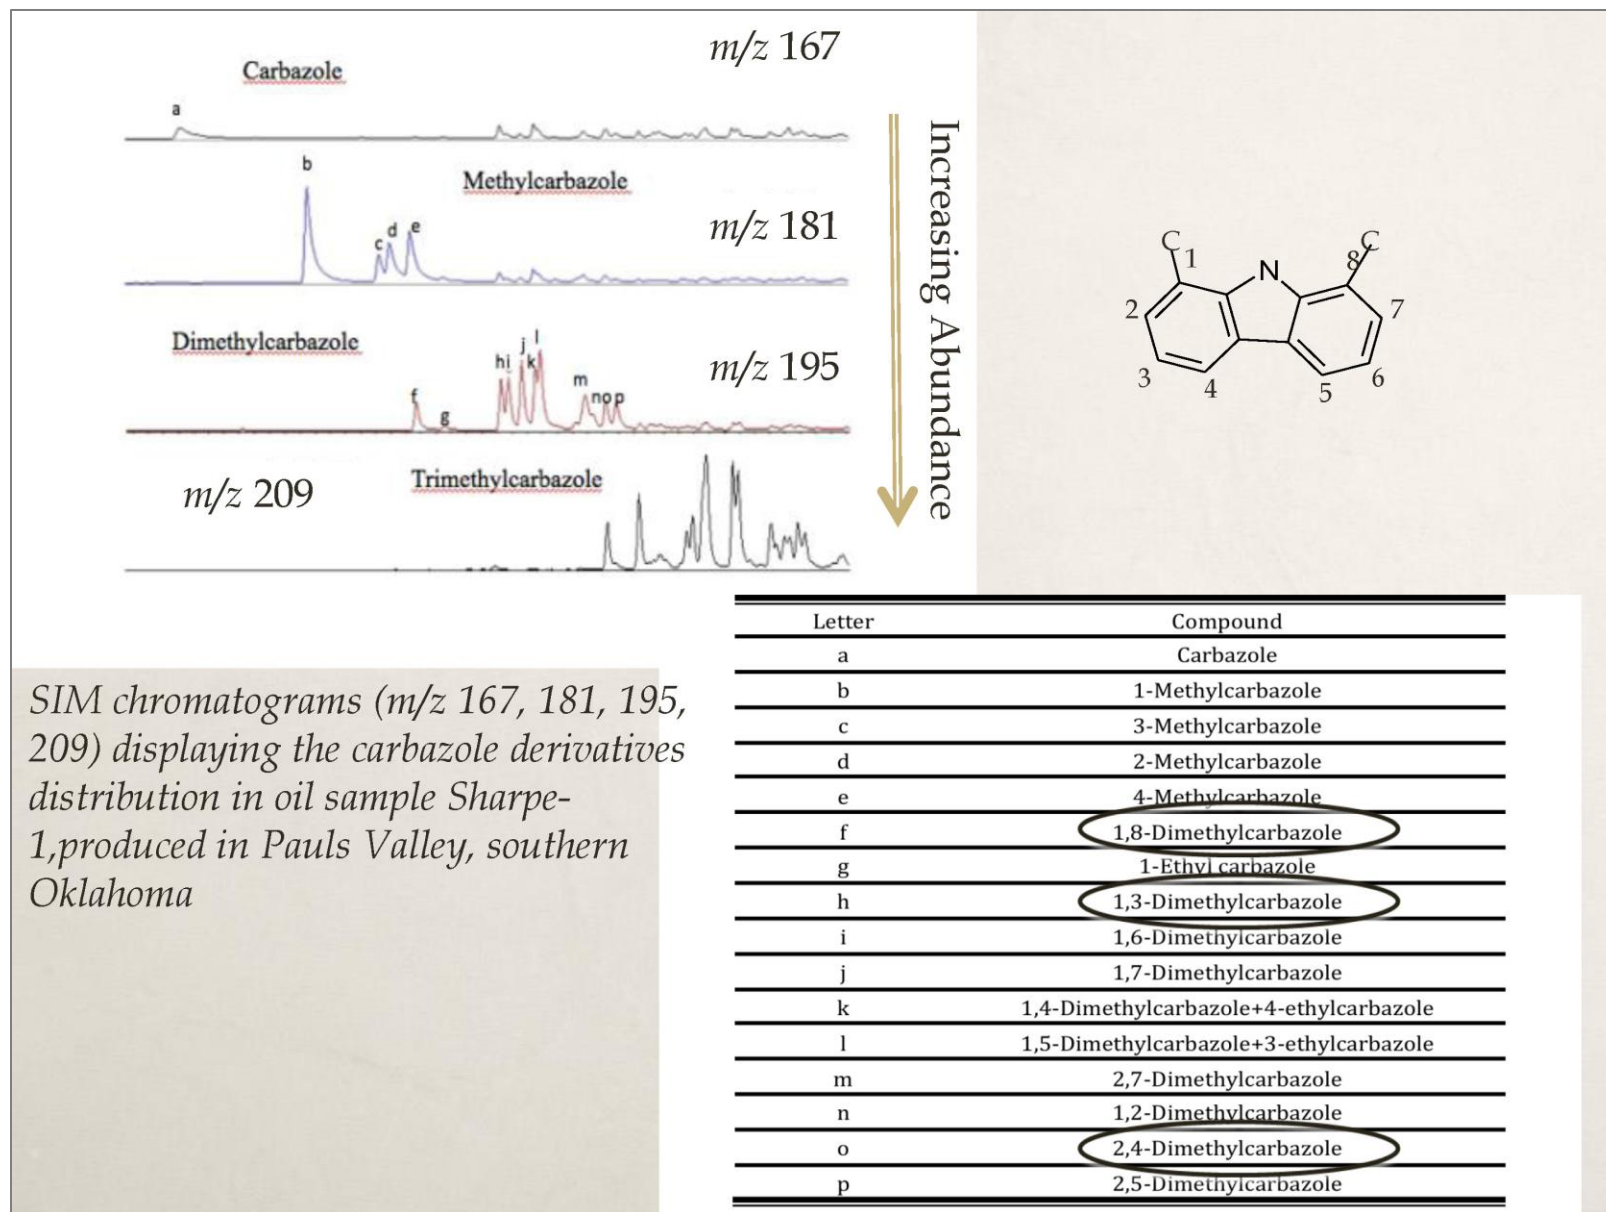 m/z 167
Carbazole
a
b
Methylcarbazole
c d e
m/z 181
Dimethylcarbazole
f
g
h i
j
k
l
m
n o p
m/z 195
Trimethylcarbazole
m/z 209
Increasing Abundance
C
C
1
8
N
2
7
3
6
4
5
SIM chromatograms (m/z 167, 181, 195,
209) displaying the carbazole derivatives
distribution in oil sample Sharpe-
1,produced in Pauls Valley, southern
Oklahoma
Letter Compound
a Carbazole
b 1-Methylcarbazole
c 3-Methylcarbazole
d 2-Methylcarbazole
e 4-Methylcarbazole
f 1,8-Dimethylcarbazole
g 1-Ethyl carbazole
h 1,3-Dimethylcarbazole
i 1,6-Dimethylcarbazole
j 1,7-Dimethylcarbazole
k 1,4-Dimethylcarbazole+4-ethylcarbazole
l 1,5-Dimethylcarbazole+3-ethylcarbazole
m 2,7-Dimethylcarbazole
n 1,2-Dimethylcarbazole
o 2,4-Dimethylcarbazole
p 2,5-Dimethylcarbazole